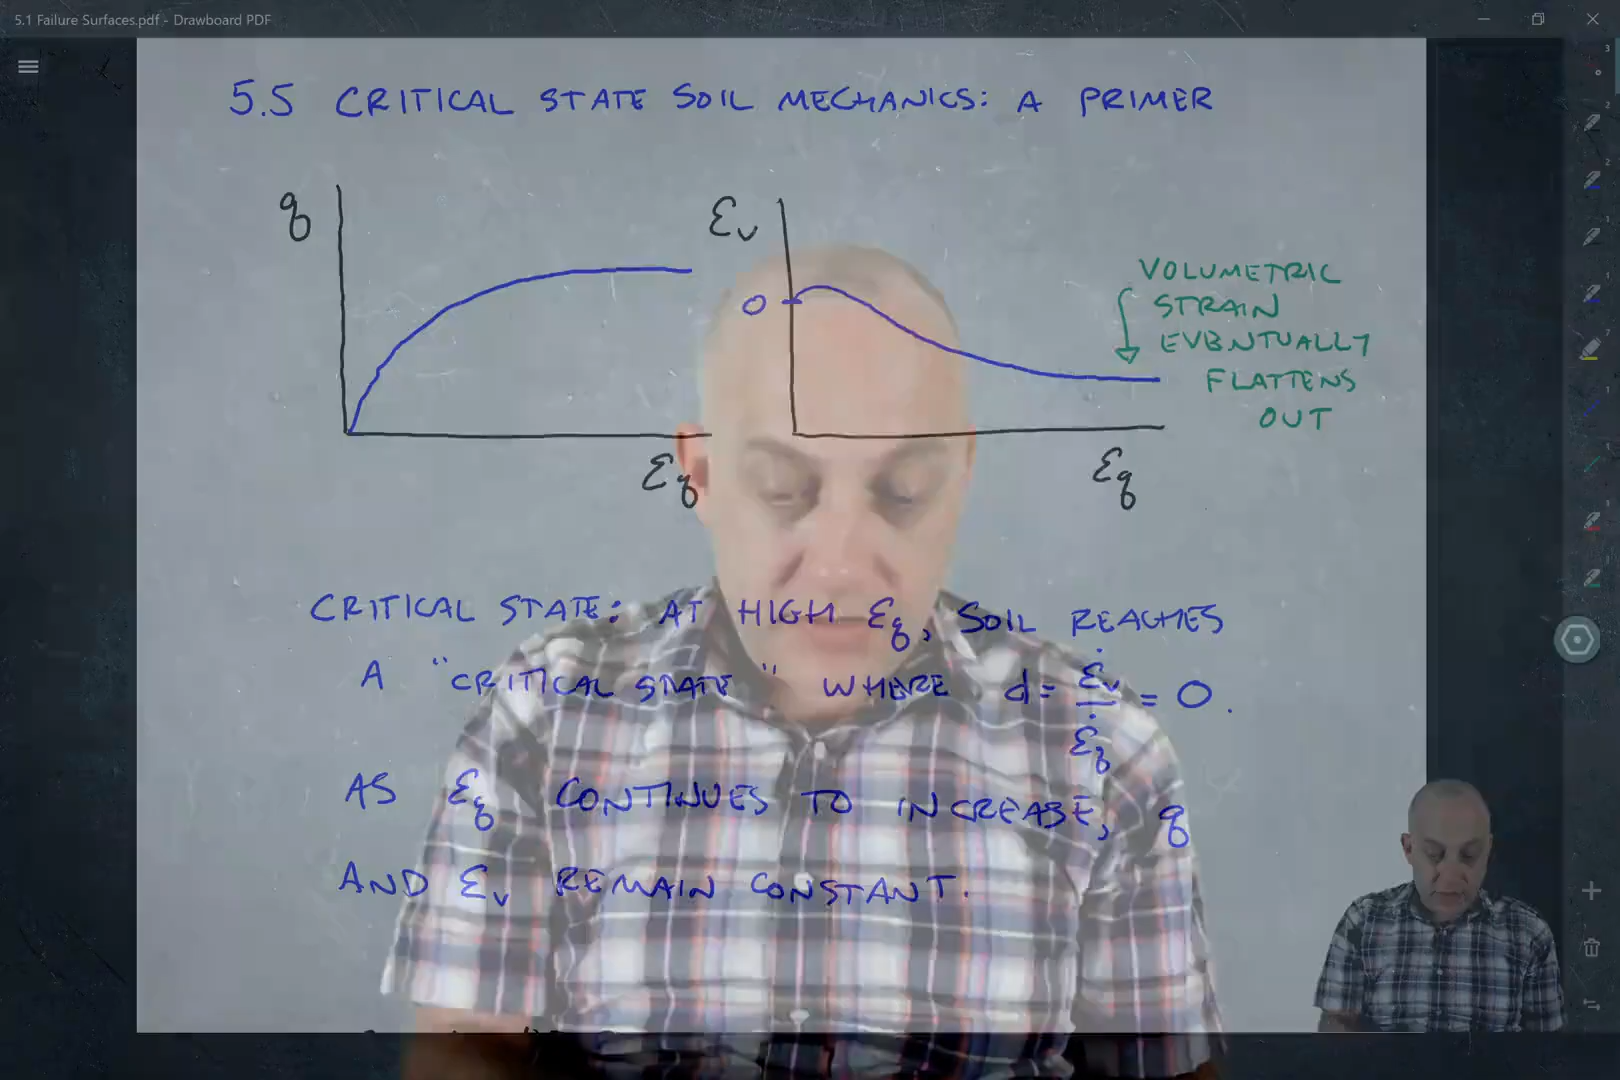 5.1 Failure Surfaces.pdf - Drawboard PDF
5.5 CRITICAL STATE SOIL MECHANICS: A PRIMER
q
εv
0
VOLUMETRIC
STRAIN
EVENTUALLY
FLATTENS
OUT
εq
εq
CRITICAL STATE: AT HIGH εq, SOIL REACHES
A "CRITICAL STATE" WHERE d = ε̇v / ε̇q = 0.
AS εq CONTINUES TO INCREASE, q
AND εv REMAIN CONSTANT.